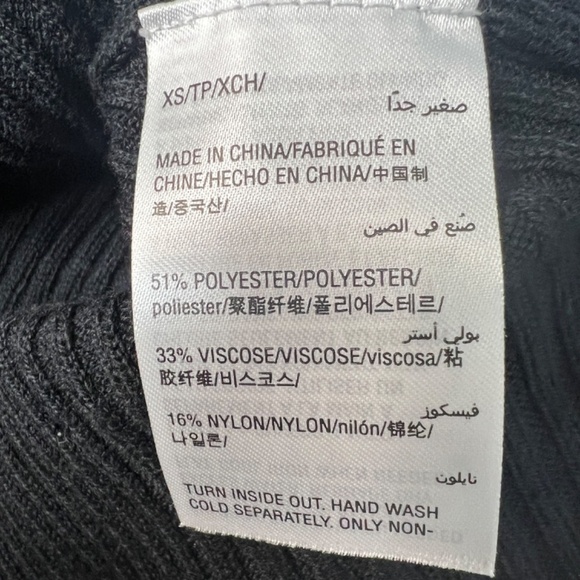 XS/TP/XCH/
صغير جدًا
MADE IN CHINA/FABRIQUÉ EN
CHINE/HECHO EN CHINA/中国制
造/중국산/
صُنع في الصين
51% POLYESTER/POLYESTER/
poliester/聚酯纤维/폴리에스테르/
بولي أستر
33% VISCOSE/VISCOSE/viscosa/粘
胶纤维/비스코스/
فيسكوز
16% NYLON/NYLON/nilón/锦纶/
나일론/
نايلون
TURN INSIDE OUT. HAND WASH
COLD SEPARATELY. ONLY NON-